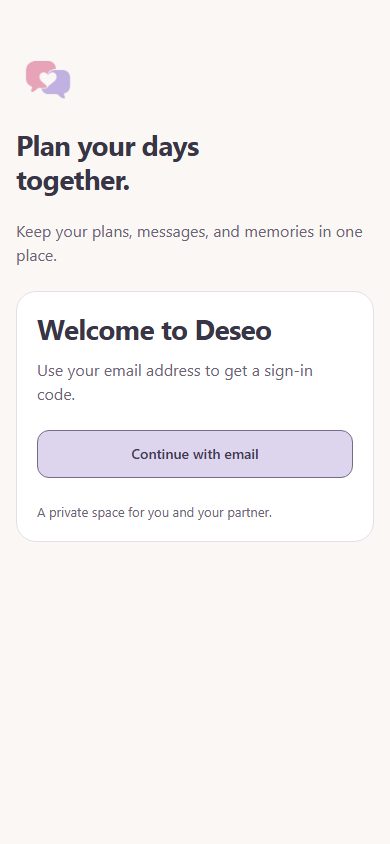 Plan your days
together.
Keep your plans, messages, and memories in one
place.
Welcome to Deseo
Use your email address to get a sign-in
code.
Continue with email
A private space for you and your partner.